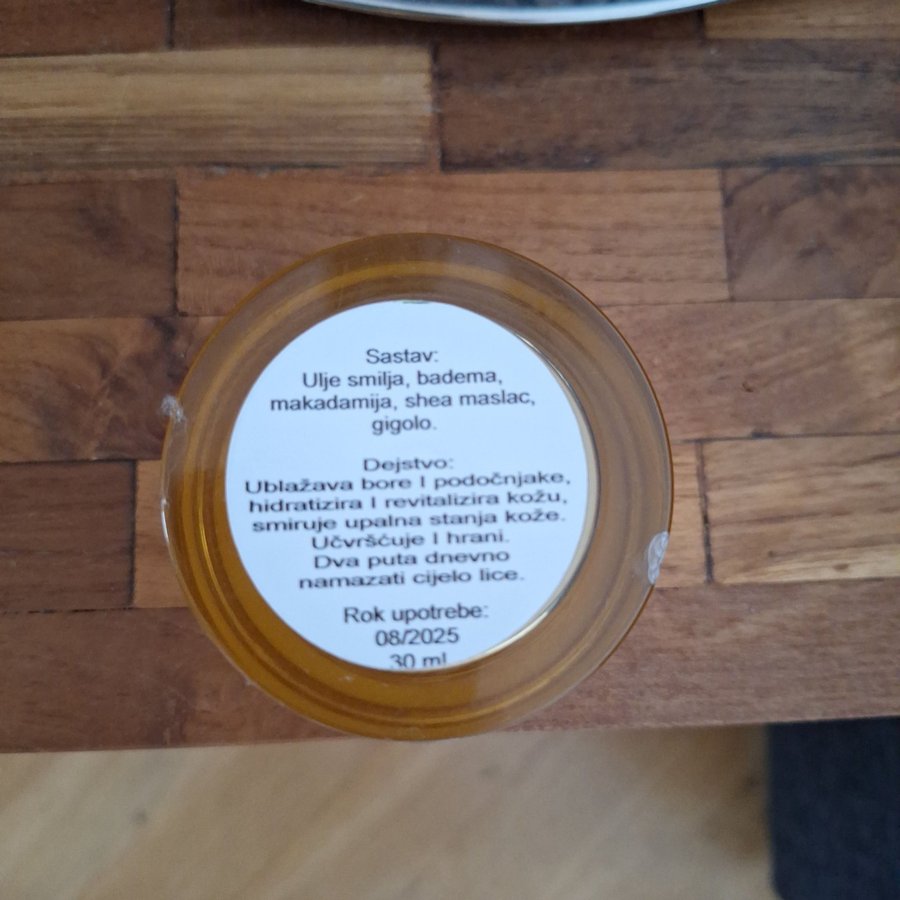 Sastav:
Ulje smilja, badema,
makadamija, shea maslac,
gigolo.
Dejstvo:
Ublažava bore I podočnjake,
hidratizira I revitalizira kožu,
smiruje upalna stanja kože.
Učvršćuje I hrani.
Dva puta dnevno
namazati cijelo lice.
Rok upotrebe:
08/2025
30 ml